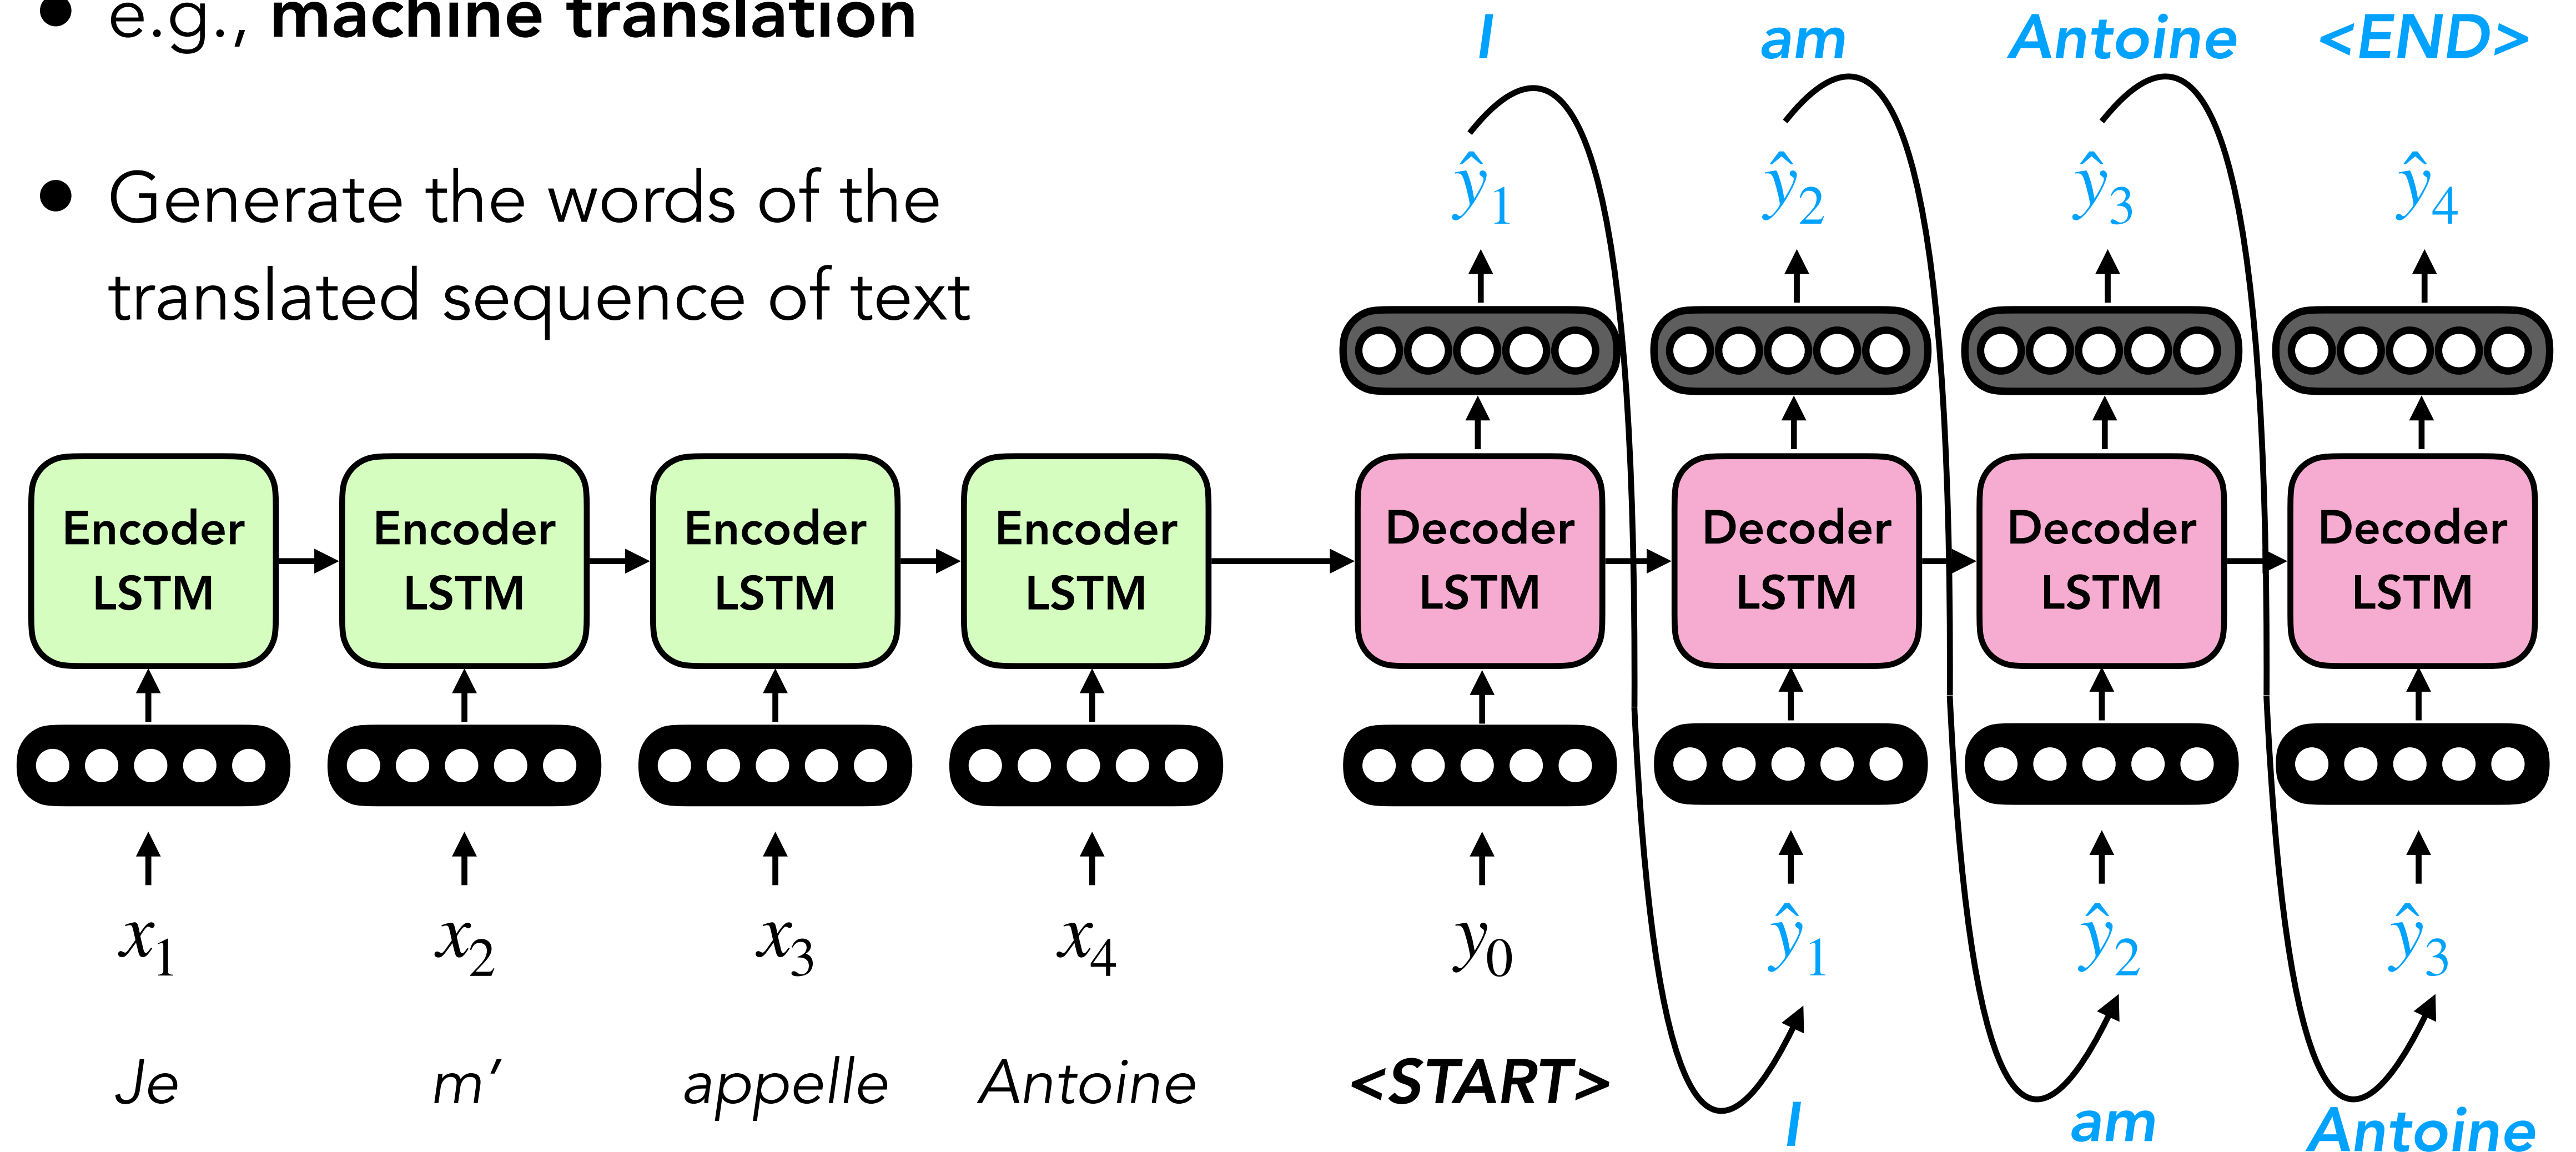 • e.g., machine translation
• Generate the words of the
translated sequence of text
I am Antoine <END>
ŷ₁ ŷ₂ ŷ₃ ŷ₄
Encoder LSTM
Encoder LSTM
Encoder LSTM
Encoder LSTM
Decoder LSTM
Decoder LSTM
Decoder LSTM
Decoder LSTM
x₁ x₂ x₃ x₄ y₀ ŷ₁ ŷ₂ ŷ₃
Je m’ appelle Antoine <START> I am Antoine